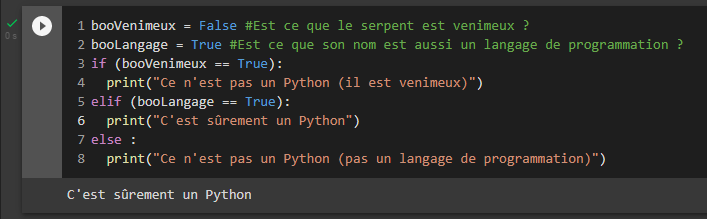 0 s
1 booVenimeux = False #Est ce que le serpent est venimeux ?
2 booLangage = True #Est ce que son nom est aussi un langage de programmation ?
3 if (booVenimeux == True):
4   print("Ce n'est pas un Python (il est venimeux)")
5 elif (booLangage == True):
6   print("C'est sûrement un Python")
7 else :
8   print("Ce n'est pas un Python (pas un langage de programmation)")
C'est sûrement un Python